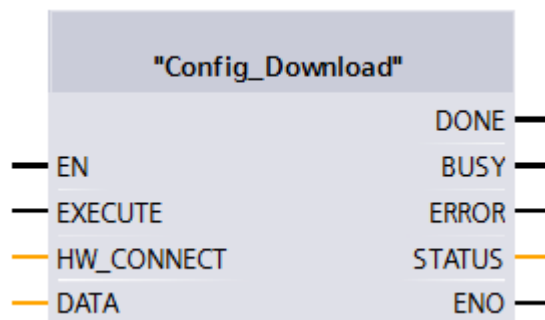 "Config_Download"
DONE
EN BUSY
EXECUTE ERROR
HW_CONNECT STATUS
DATA ENO